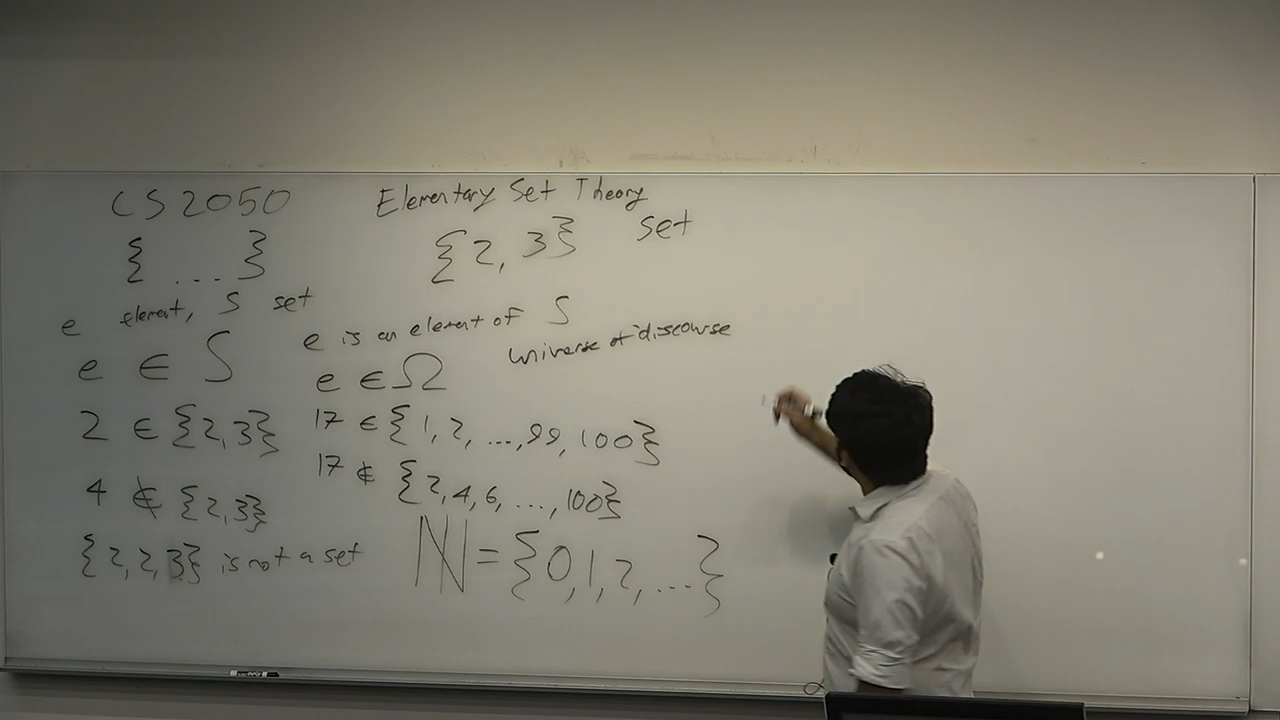 CS2050
Elementary Set Theory
{ ... }
{2, 3}
set
e element, S set
e is an element of S
e ∈ S
e ∈ Ω
universe of discourse
2 ∈ {2,3}
17 ∈ {1, 2, ..., 99, 100}
4 ∉ {2,3}
17 ∉ {2, 4, 6, ..., 100}
{2, 2, 3} is not a set
ℕ = {0, 1, 2, ...}